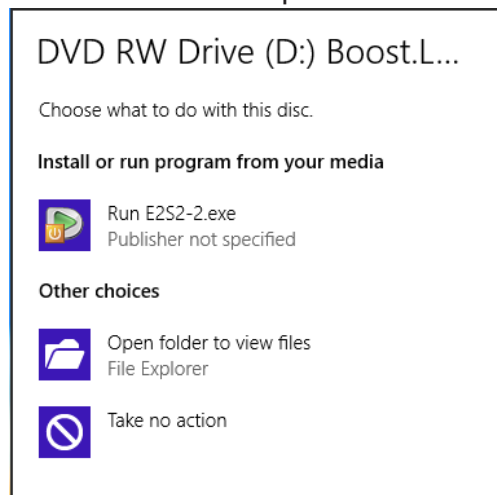 DVD RW Drive (D:) Boost.L...
Choose what to do with this disc.
Install or run program from your media
Run E2S2-2.exe
Publisher not specified
Other choices
Open folder to view files
File Explorer
Take no action